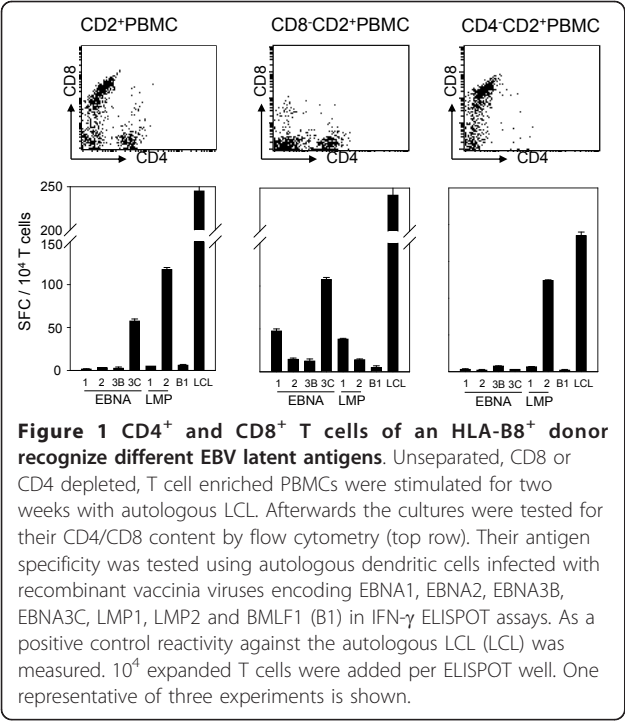 CD2⁺PBMC CD8⁻CD2⁺PBMC CD4⁻CD2⁺PBMC
CD8 CD8 CD8
CD4 CD4 CD4
250
200
150
100
50
0
SFC / 10⁴ T cells
1 2 3B 3C 1 2 B1 LCL 1 2 3B 3C 1 2 B1 LCL 1 2 3B 3C 1 2 B1 LCL
EBNA LMP EBNA LMP EBNA LMP
Figure 1 CD4⁺ and CD8⁺ T cells of an HLA-B8⁺ donor
recognize different EBV latent antigens. Unseparated, CD8 or
CD4 depleted, T cell enriched PBMCs were stimulated for two
weeks with autologous LCL. Afterwards the cultures were tested for
their CD4/CD8 content by flow cytometry (top row). Their antigen
specificity was tested using autologous dendritic cells infected with
recombinant vaccinia viruses encoding EBNA1, EBNA2, EBNA3B,
EBNA3C, LMP1, LMP2 and BMLF1 (B1) in IFN-γ ELISPOT assays. As a
positive control reactivity against the autologous LCL (LCL) was
measured. 10⁴ expanded T cells were added per ELISPOT well. One
representative of three experiments is shown.